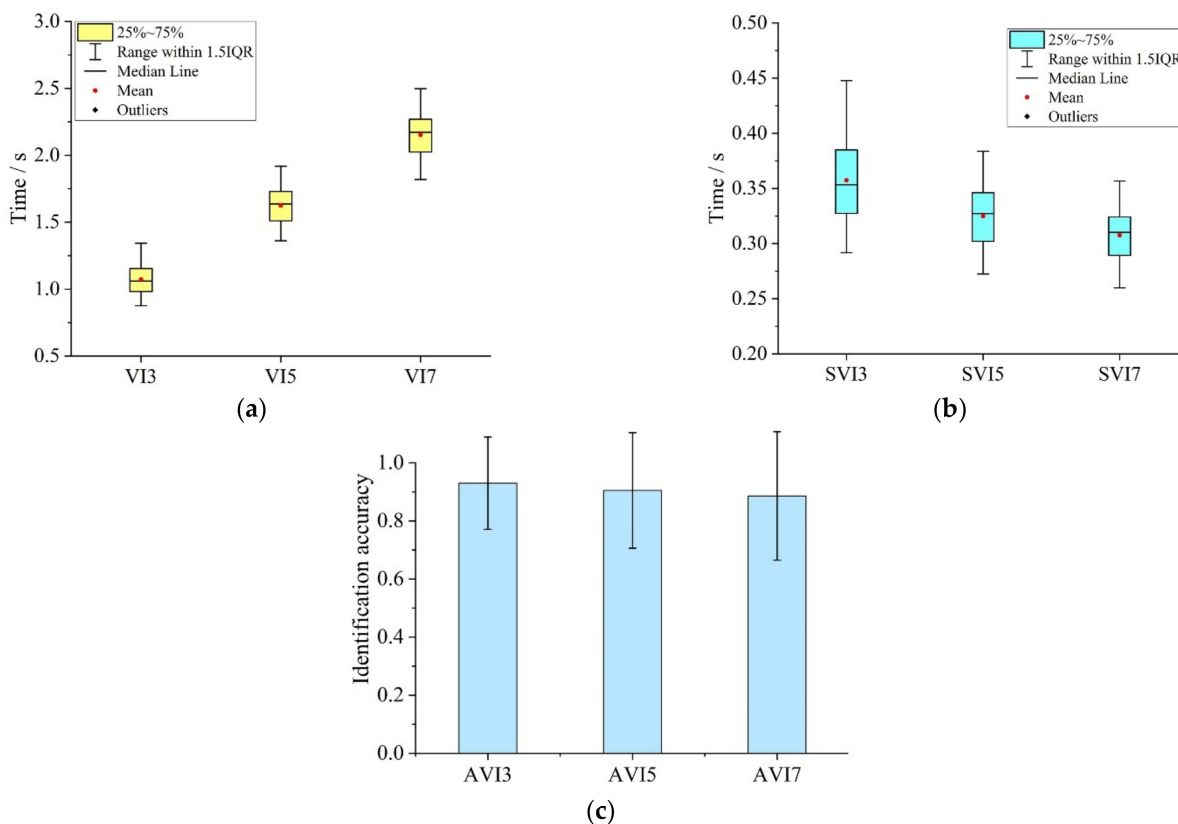 3.0
2.5
2.0
1.5
1.0
0.5
Time / s
25%~75%
Range within 1.5IQR
Median Line
Mean
Outliers
VI3 VI5 VI7
(a)
0.50
0.45
0.40
0.35
0.30
0.25
0.20
Time / s
25%~75%
Range within 1.5IQR
Median Line
Mean
Outliers
SVI3 SVI5 SVI7
(b)
1.0
0.8
0.6
0.4
0.2
0.0
Identification accuracy
AVI3 AVI5 AVI7
(c)